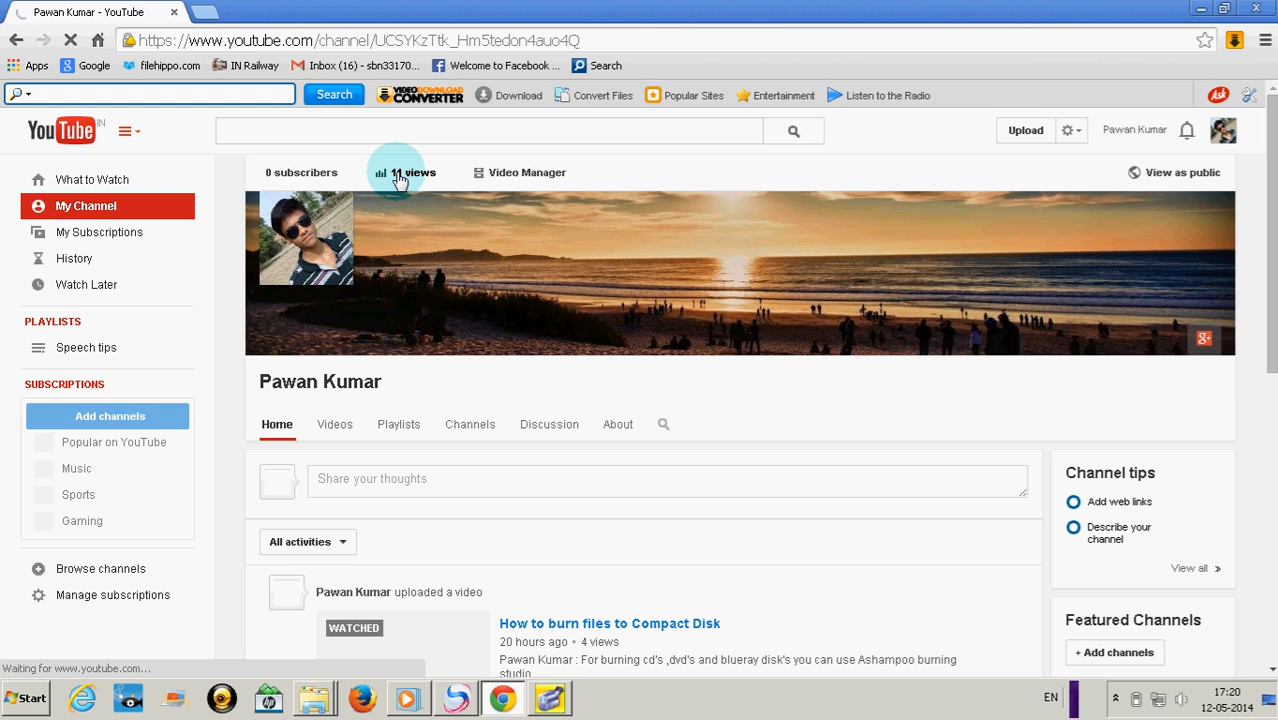 Pawan Kumar - YouTube
https://www.youtube.com/channel/UCSYKzTtk_Hm5tedon4auo4Q
Apps Google filehippo.com IN Railway Inbox (16) - sbn33170... Welcome to Facebook ... Search
Search VIDEO DOWNLOAD CONVERTER Download Convert Files Popular Sites Entertainment Listen to the Radio Ask
YouTube IN Upload Pawan Kumar
0 subscribers 11 views Video Manager View as public
What to Watch
My Channel
My Subscriptions
History
Watch Later
PLAYLISTS
Speech tips
SUBSCRIPTIONS
Add channels
Popular on YouTube
Music
Sports
Gaming
Browse channels
Manage subscriptions
g+
Pawan Kumar
Home Videos Playlists Channels Discussion About
Share your thoughts
All activities
Pawan Kumar uploaded a video
WATCHED
How to burn files to Compact Disk
20 hours ago • 4 views
Pawan Kumar : For burning cd's ,dvd's and blueray disk's you can use Ashampoo burning
studio
Channel tips
Add web links
Describe your
channel
View all »
Featured Channels
+ Add channels
Waiting for www.youtube.com...
Start EN 17:20
12-05-2014